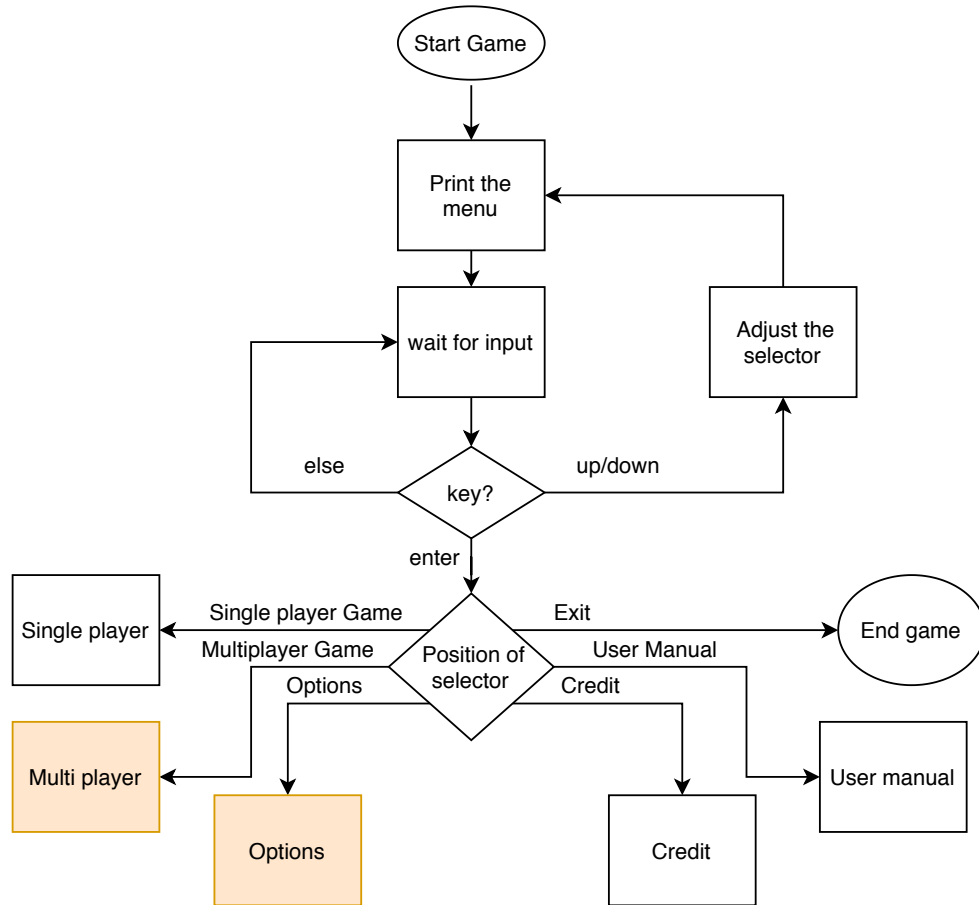 Start Game
Print the
menu
wait for input
Adjust the
selector
else
up/down
key?
enter
Single player Game
Exit
Single player
End game
Multiplayer Game
Position of
selector
User Manual
Options
Credit
Multi player
User manual
Options
Credit